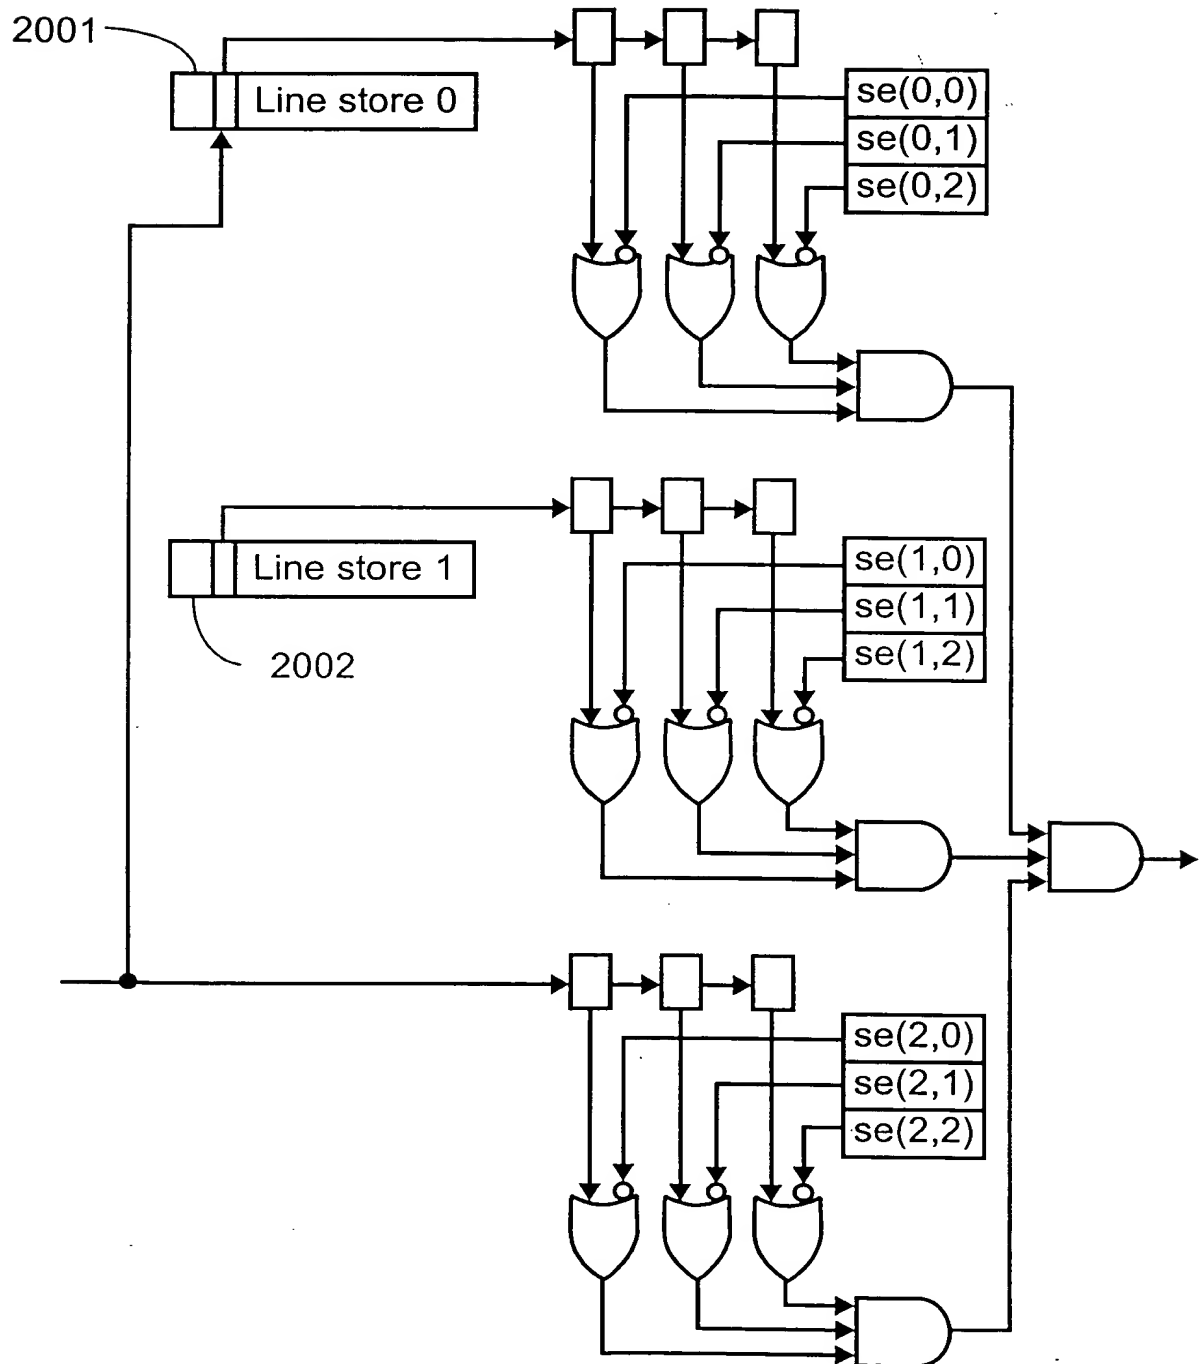 2001
Line store 0
se(0,0)
se(0,1)
se(0,2)
Line store 1
2002
se(1,0)
se(1,1)
se(1,2)
se(2,0)
se(2,1)
se(2,2)